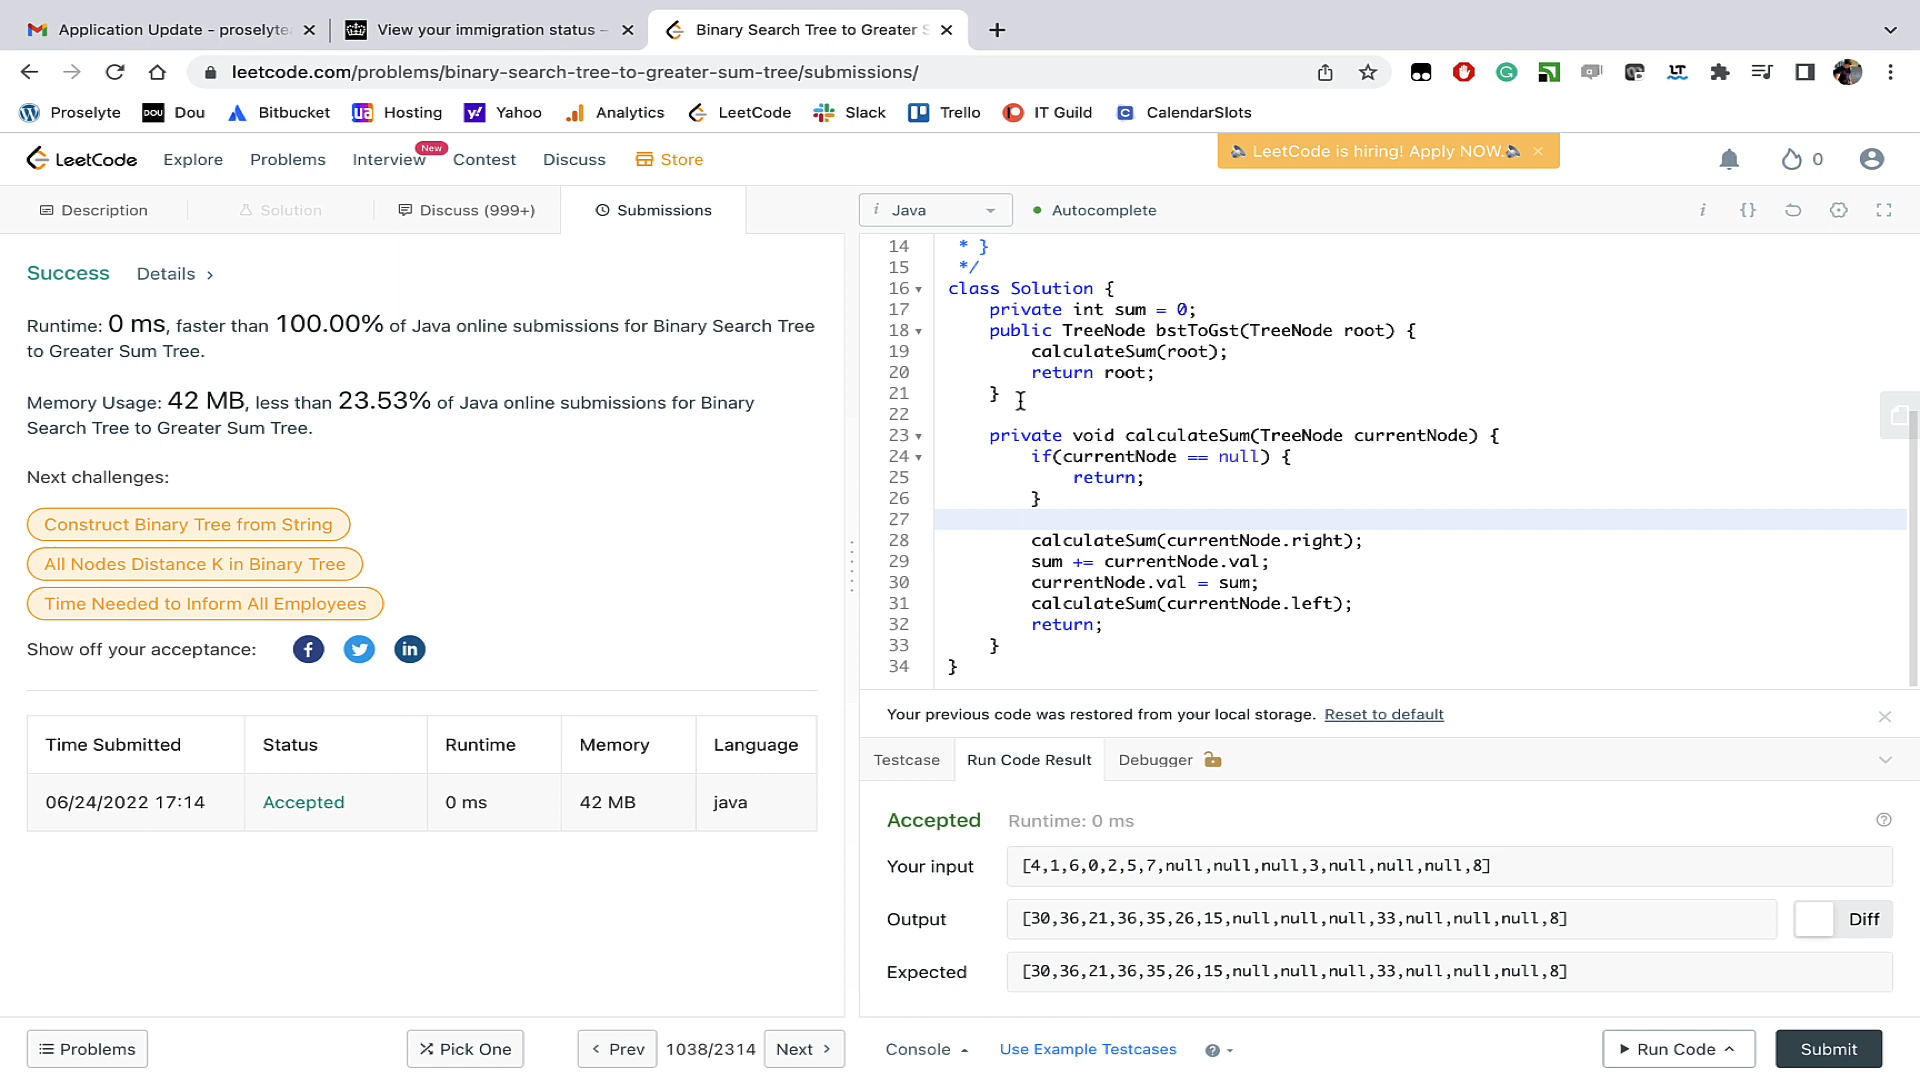 Application Update - proselyte
View your immigration status -
Binary Search Tree to Greater S
leetcode.com/problems/binary-search-tree-to-greater-sum-tree/submissions/
Proselyte
DOU Dou
Bitbucket
ua Hosting
y! Yahoo
Analytics
LeetCode
Slack
Trello
IT Guild
C CalendarSlots
LeetCode
Explore
Problems
Interview New
Contest
Discuss
Store
LeetCode is hiring! Apply NOW.
0
Description
Solution
Discuss (999+)
Submissions
i Java
Autocomplete
i {}
Success Details >
Runtime: 0 ms, faster than 100.00% of Java online submissions for Binary Search Tree
to Greater Sum Tree.
Memory Usage: 42 MB, less than 23.53% of Java online submissions for Binary
Search Tree to Greater Sum Tree.
Next challenges:
Construct Binary Tree from String
All Nodes Distance K in Binary Tree
Time Needed to Inform All Employees
Show off your acceptance: f in
Time Submitted Status Runtime Memory Language
06/24/2022 17:14 Accepted 0 ms 42 MB java
14 * }
15 */
16 class Solution {
17 private int sum = 0;
18 public TreeNode bstToGst(TreeNode root) {
19 calculateSum(root);
20 return root;
21 }
22
23 private void calculateSum(TreeNode currentNode) {
24 if(currentNode == null) {
25 return;
26 }
27
28 calculateSum(currentNode.right);
29 sum += currentNode.val;
30 currentNode.val = sum;
31 calculateSum(currentNode.left);
32 return;
33 }
34 }
Your previous code was restored from your local storage. Reset to default
Testcase
Run Code Result
Debugger
Accepted Runtime: 0 ms
Your input [4,1,6,0,2,5,7,null,null,null,3,null,null,null,8]
Output [30,36,21,36,35,26,15,null,null,null,33,null,null,null,8] Diff
Expected [30,36,21,36,35,26,15,null,null,null,33,null,null,null,8]
Problems
Pick One
< Prev 1038/2314 Next >
Console
Use Example Testcases
Run Code
Submit